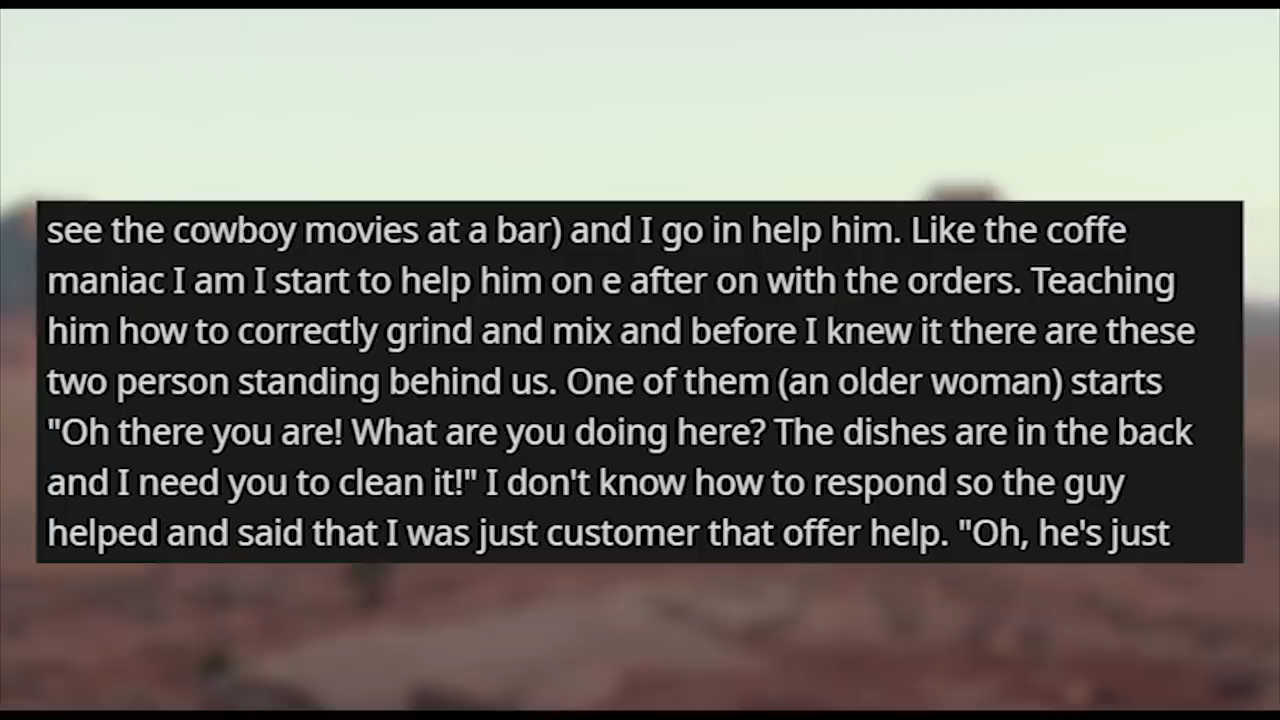 see the cowboy movies at a bar) and I go in help him. Like the coffe
maniac I am I start to help him on e after on with the orders. Teaching
him how to correctly grind and mix and before I knew it there are these
two person standing behind us. One of them (an older woman) starts
"Oh there you are! What are you doing here? The dishes are in the back
and I need you to clean it!" I don't know how to respond so the guy
helped and said that I was just customer that offer help. "Oh, he's just